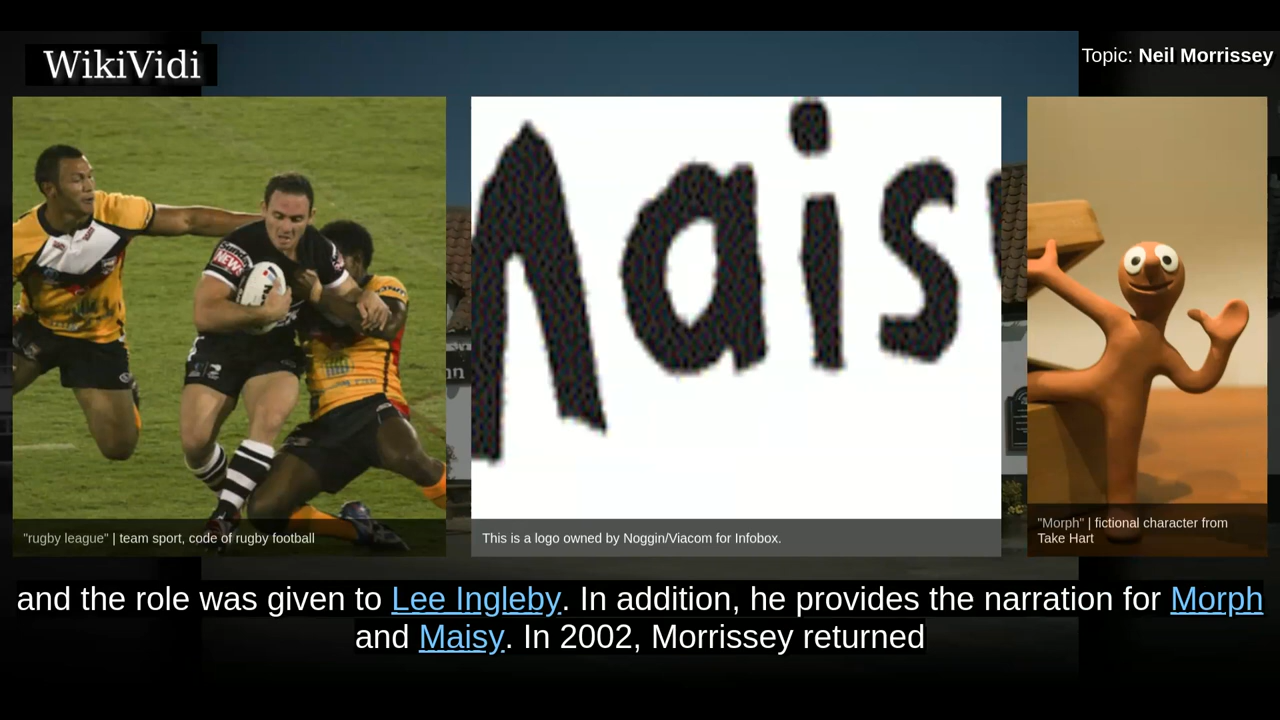 WikiVidi
Topic: Neil Morrissey
Mais
"rugby league" | team sport, code of rugby football
This is a logo owned by Noggin/Viacom for Infobox.
"Morph" | fictional character from
Take Hart
and the role was given to Lee Ingleby. In addition, he provides the narration for Morph
and Maisy. In 2002, Morrissey returned